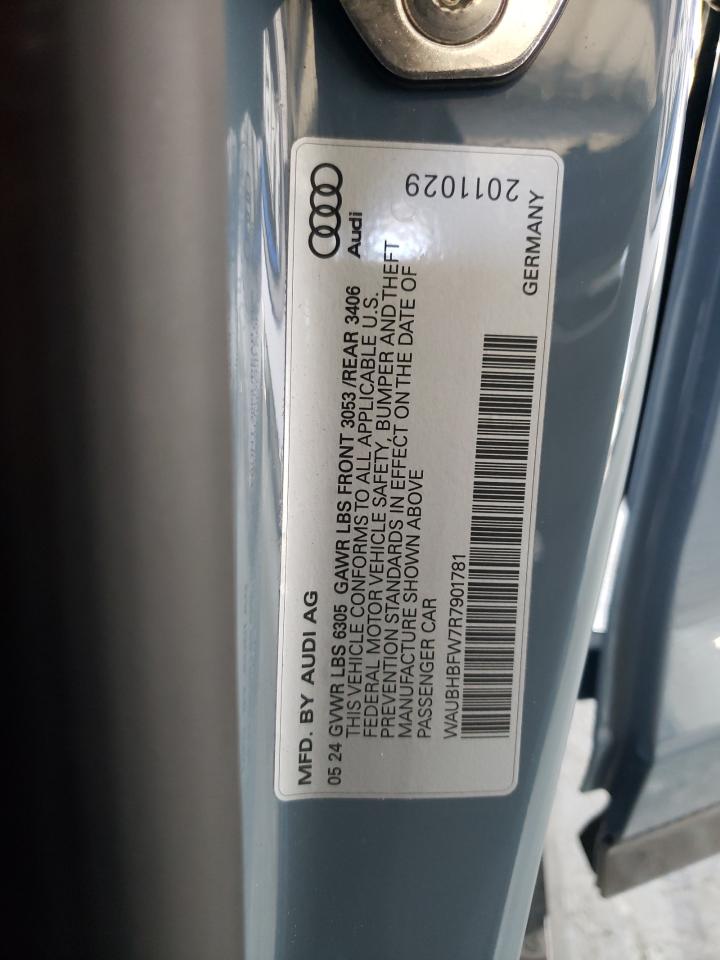 MFD. BY AUDI AG
Audi
05 24 GVWR LBS 6305 GAWR LBS FRONT 3053 /REAR 3406
THIS VEHICLE CONFORMS TO ALL APPLICABLE U.S.
FEDERAL MOTOR VEHICLE SAFETY, BUMPER AND THEFT
PREVENTION STANDARDS IN EFFECT ON THE DATE OF
MANUFACTURE SHOWN ABOVE
PASSENGER CAR
2011029
WAUBHBFW7R7901781
GERMANY